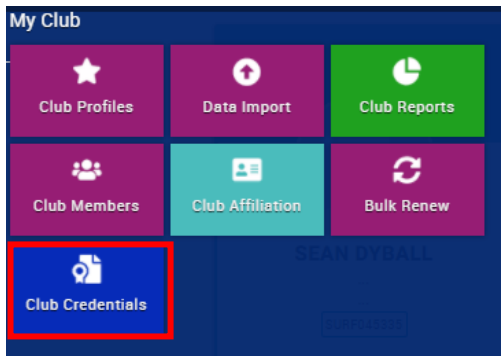 My Club
Club Profiles
Data Import
Club Reports
Club Members
Club Affiliation
Bulk Renew
SEAN DYBALL
Club Credentials